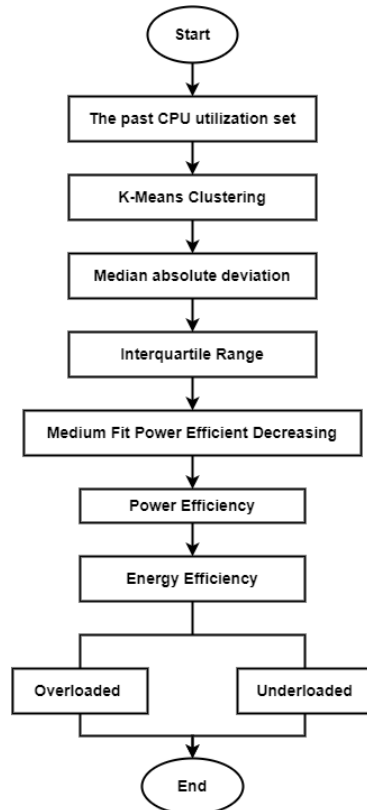 Start
The past CPU utilization set
K-Means Clustering
Median absolute deviation
Interquartile Range
Medium Fit Power Efficient Decreasing
Power Efficiency
Energy Efficiency
Overloaded
Underloaded
End